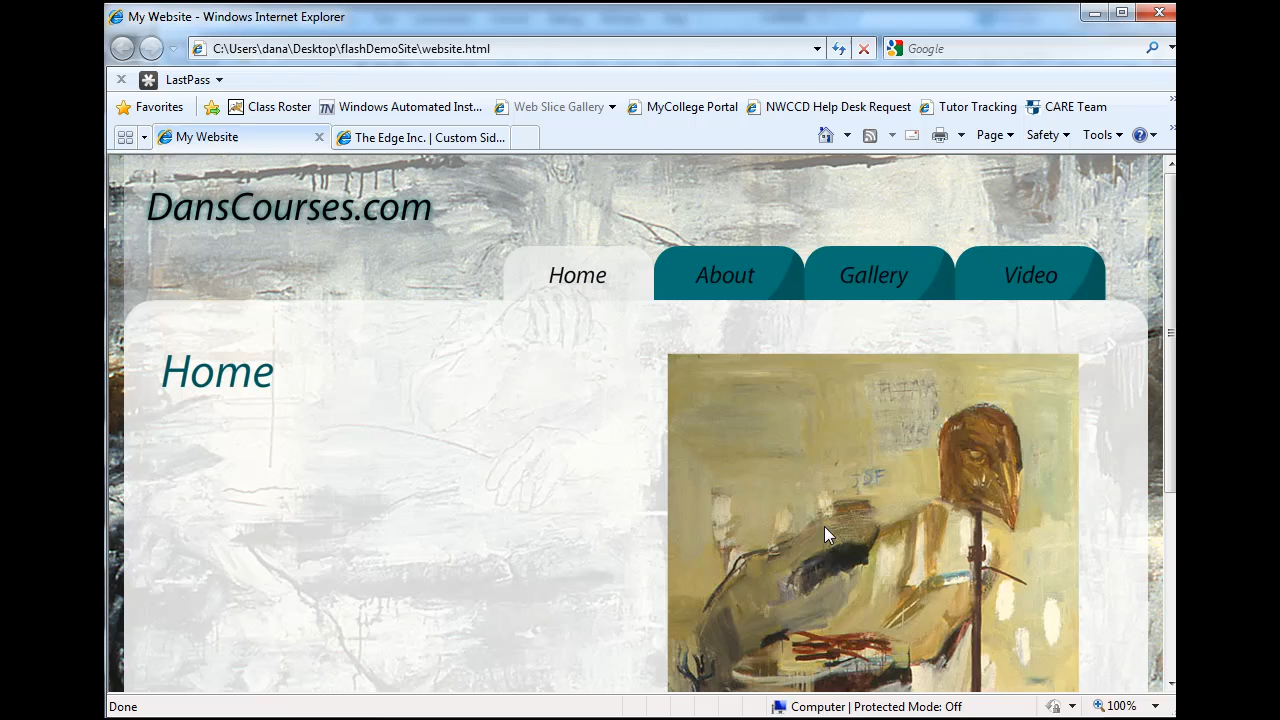 My Website - Windows Internet Explorer
C:\Users\dana\Desktop\flashDemoSite\website.html
Google
LastPass
Favorites Class Roster TN Windows Automated Inst... Web Slice Gallery MyCollege Portal NWCCD Help Desk Request Tutor Tracking CARE Team
My Website The Edge Inc. | Custom Sid... Page Safety Tools
DansCourses.com
Home About Gallery Video
Home
Done Computer | Protected Mode: Off 100%